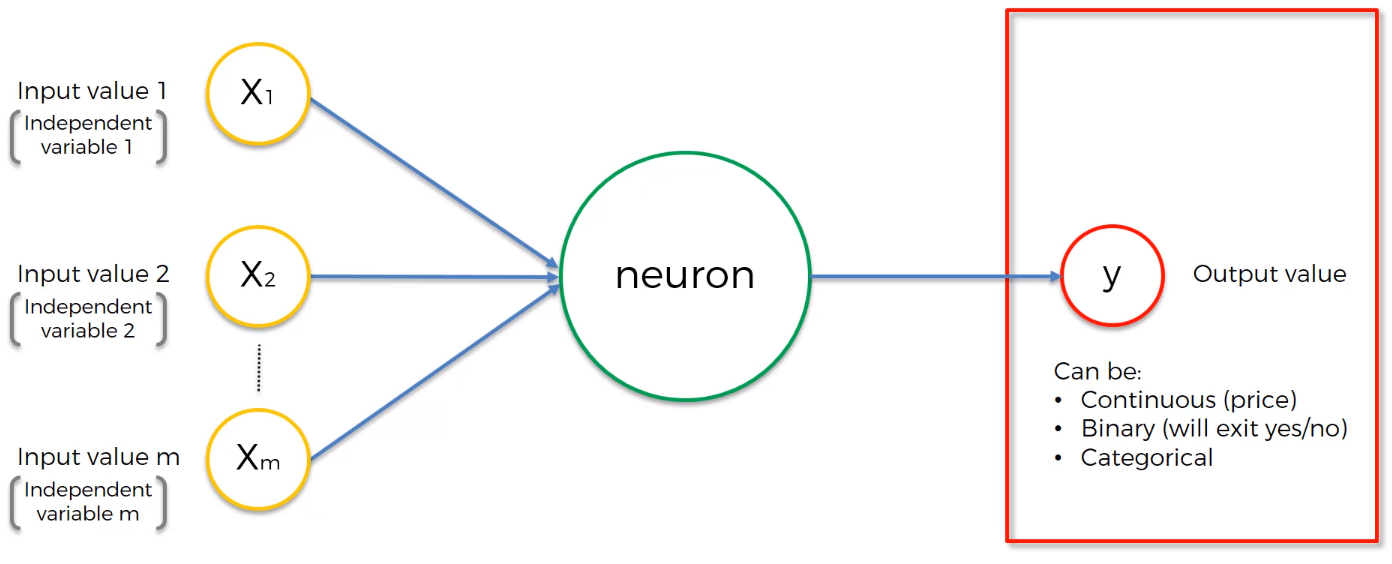 Input value 1
X1
Independent
variable 1
Input value 2
X2
Independent
variable 2
Input value m
Xm
Independent
variable m
neuron
y
Output value
Can be:
• Continuous (price)
• Binary (will exit yes/no)
• Categorical